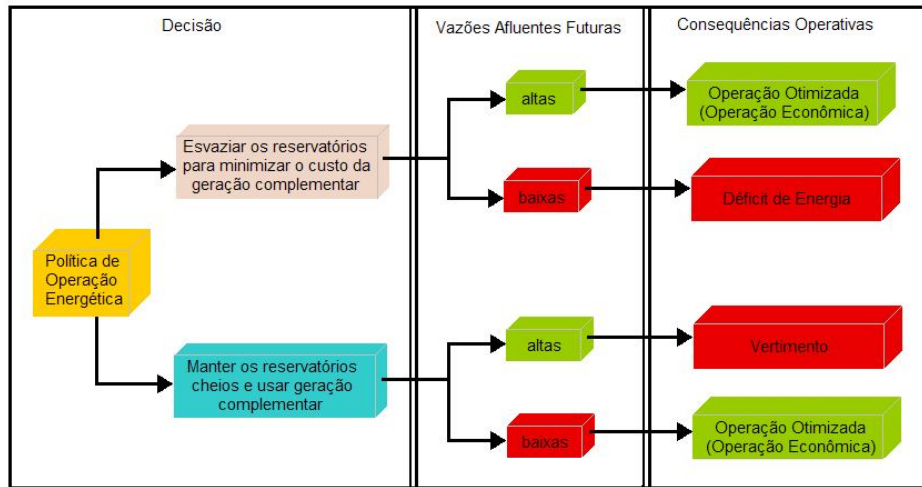 Decisão
Vazões Afluentes Futuras
Consequências Operativas
Política de
Operação
Energética
Esvaziar os reservatórios
para minimizar o custo da
geração complementar
altas
Operação Otimizada
(Operação Econômica)
baixas
Déficit de Energia
Manter os reservatórios
cheios e usar geração
complementar
altas
Vertimento
baixas
Operação Otimizada
(Operação Econômica)